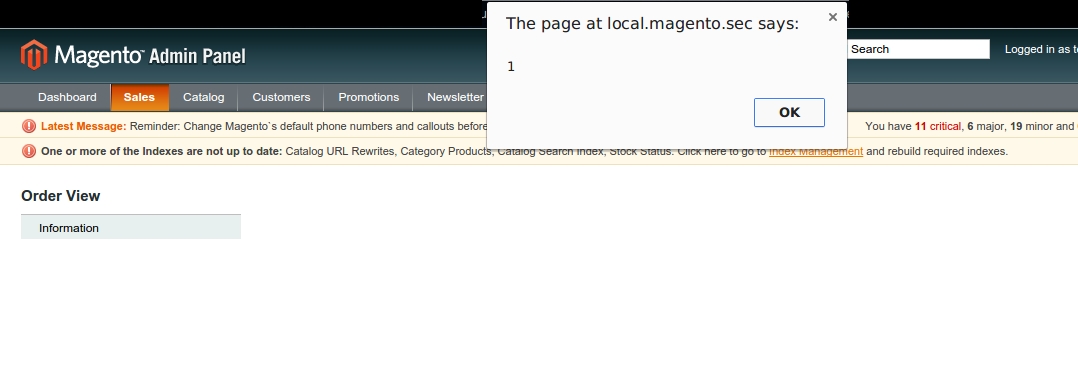 The page at local.magento.sec says:
1
OK
Magento Admin Panel
Search
Logged in as
Dashboard
Sales
Catalog
Customers
Promotions
Newsletter
Latest Message: Reminder: Change Magento`s default phone numbers and callouts before
You have 11 critical, 6 major, 19 minor and
One or more of the Indexes are not up to date: Catalog URL Rewrites, Category Products, Catalog Search Index, Stock Status. Click here to go to Index Management and rebuild required indexes.
Order View
Information